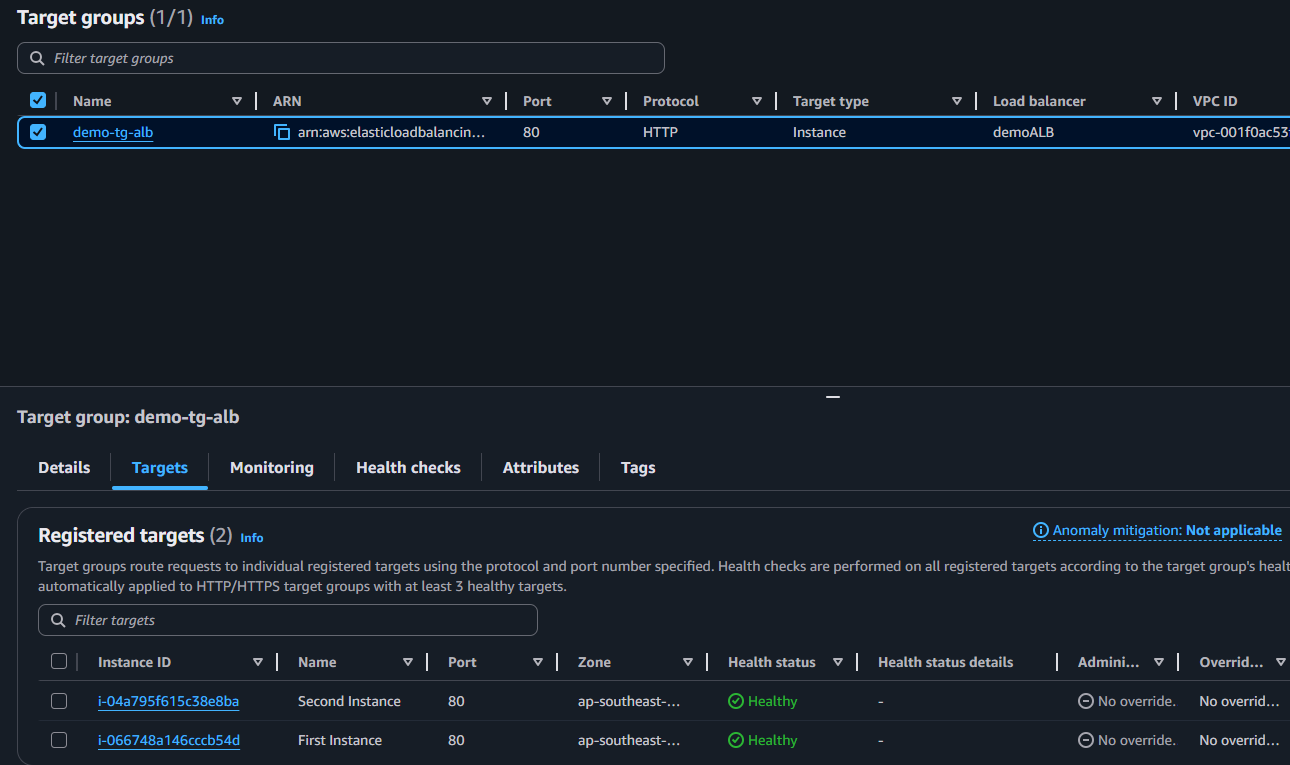 Target groups (1/1) Info
Filter target groups
Name ARN Port Protocol Target type Load balancer VPC ID
demo-tg-alb arn:aws:elasticloadbalancin... 80 HTTP Instance demoALB vpc-001f0ac53
Target group: demo-tg-alb
Details Targets Monitoring Health checks Attributes Tags
Registered targets (2) Info Anomaly mitigation: Not applicable
Target groups route requests to individual registered targets using the protocol and port number specified. Health checks are performed on all registered targets according to the target group's heal
automatically applied to HTTP/HTTPS target groups with at least 3 healthy targets.
Filter targets
Instance ID Name Port Zone Health status Health status details Admini... Overrid...
i-04a795f615c38e8ba Second Instance 80 ap-southeast-... Healthy - No override. No overrid...
i-066748a146cccb54d First Instance 80 ap-southeast-... Healthy - No override. No overrid...